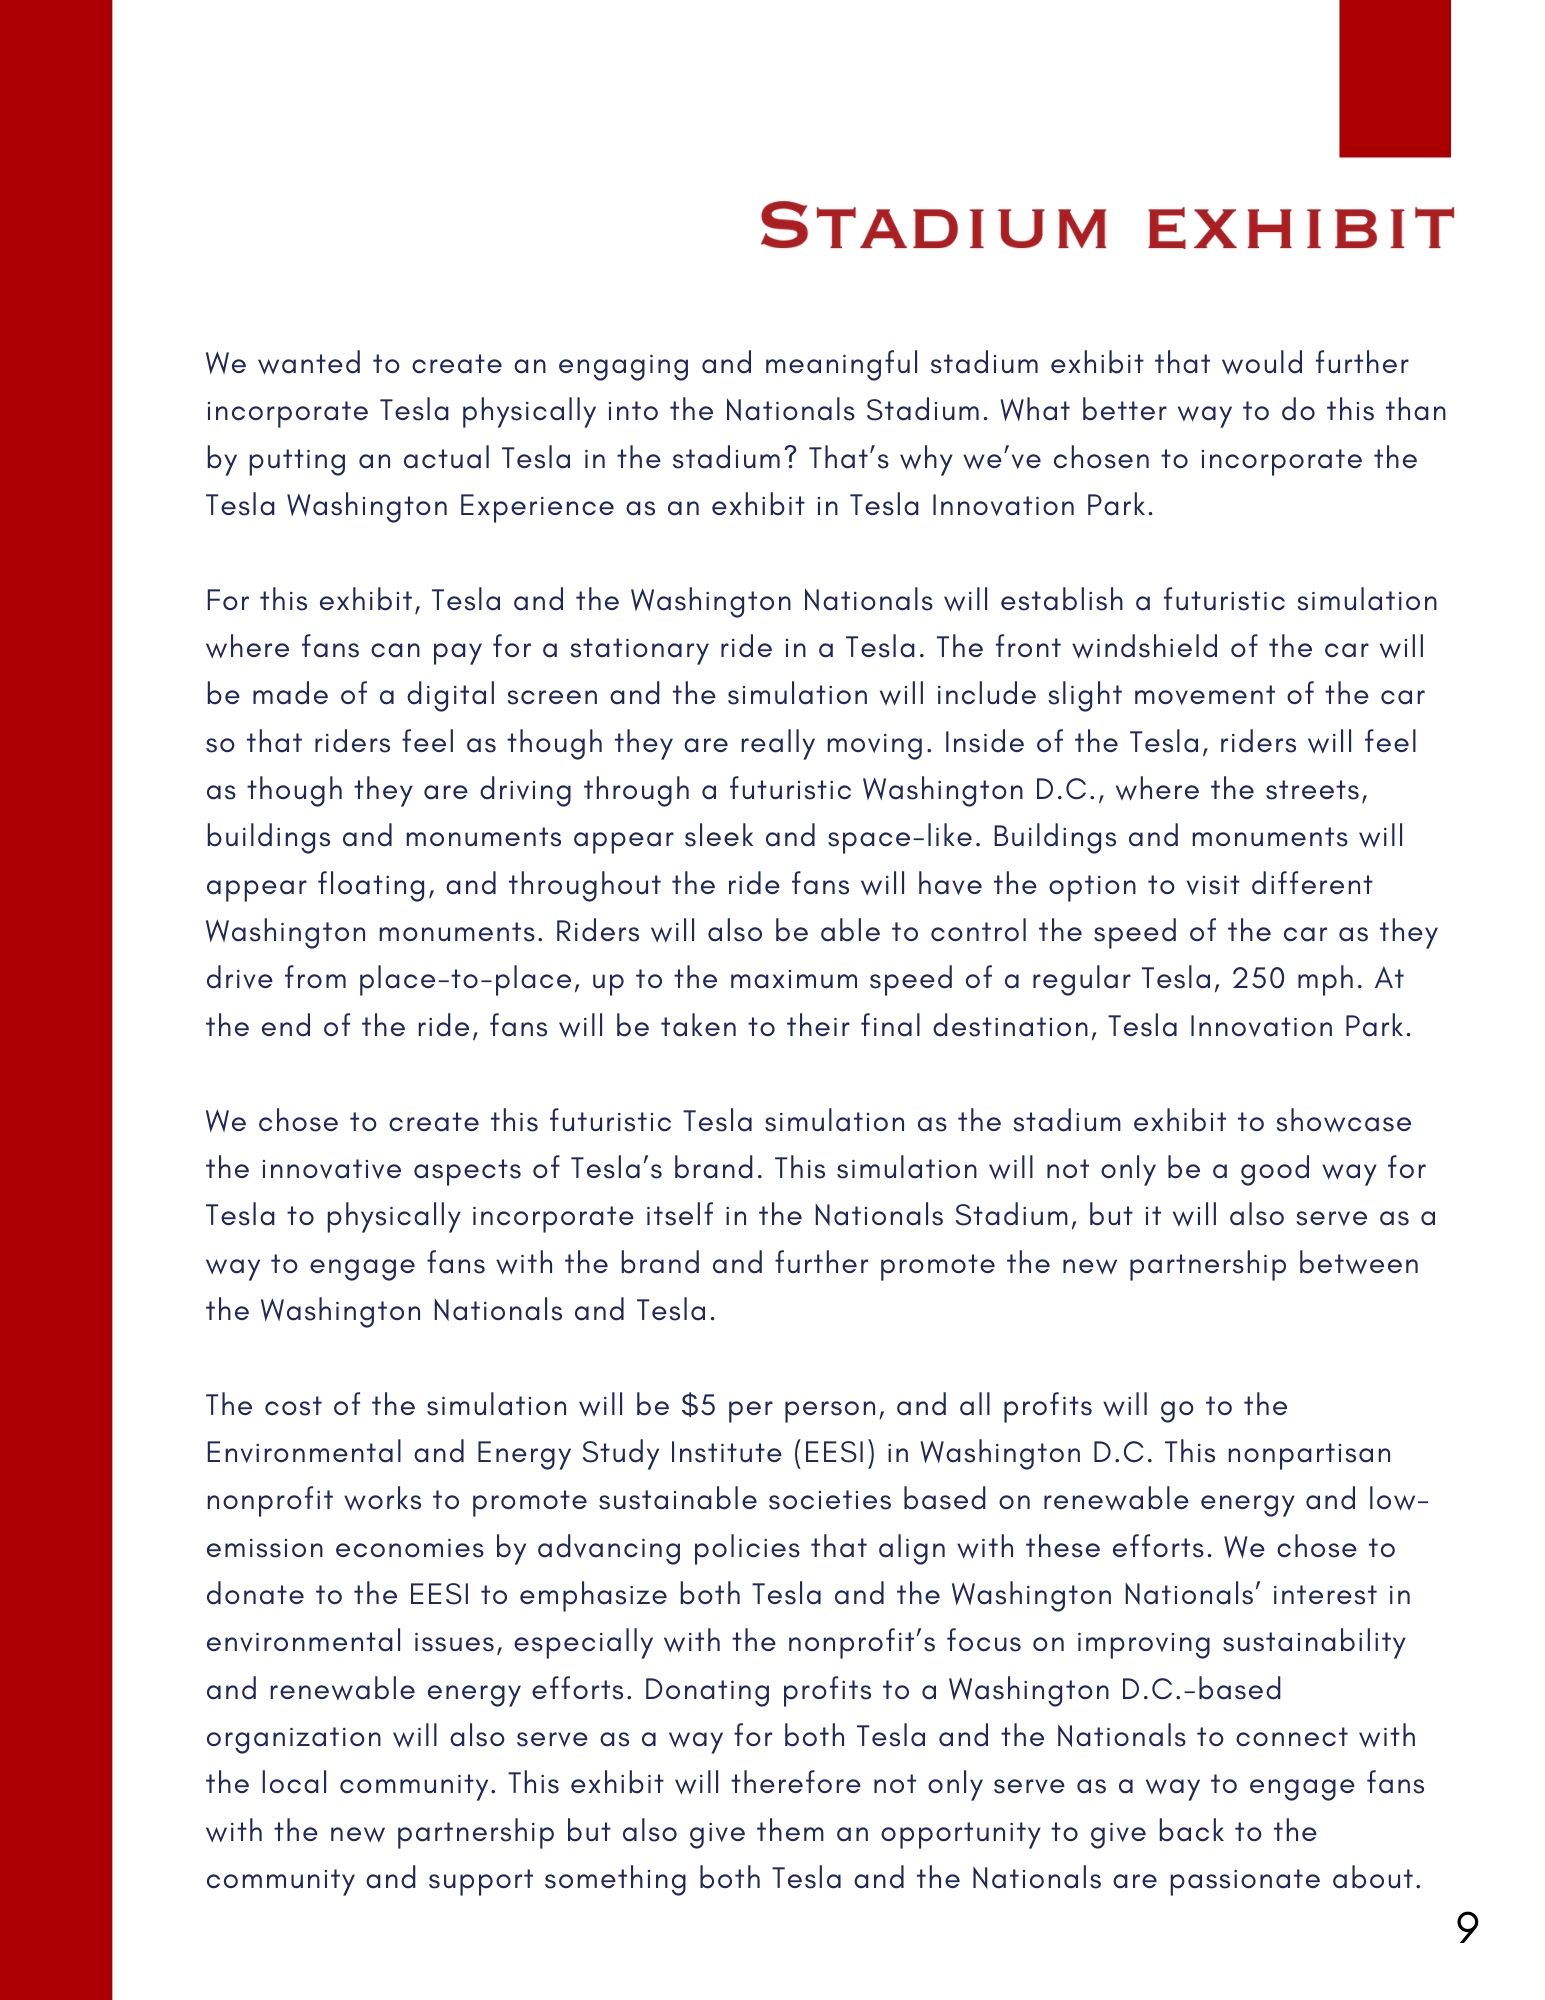 Stadium exhibit
We wanted to create an engaging and meaningful stadium exhibit that would further
incorporate Tesla physically into the Nationals Stadium. What better way to do this than
by putting an actual Tesla in the stadium? That’s why we’ve chosen to incorporate the
Tesla Washington Experience as an exhibit in Tesla Innovation Park.
For this exhibit, Tesla and the Washington Nationals will establish a futuristic simulation
where fans can pay for a stationary ride in a Tesla. The front windshield of the car will
be made of a digital screen and the simulation will include slight movement of the car
so that riders feel as though they are really moving. Inside of the Tesla, riders will feel
as though they are driving through a futuristic Washington D.C., where the streets,
buildings and monuments appear sleek and space-like. Buildings and monuments will
appear floating, and throughout the ride fans will have the option to visit different
Washington monuments. Riders will also be able to control the speed of the car as they
drive from place-to-place, up to the maximum speed of a regular Tesla, 250 mph. At
the end of the ride, fans will be taken to their final destination, Tesla Innovation Park.
We chose to create this futuristic Tesla simulation as the stadium exhibit to showcase
the innovative aspects of Tesla’s brand. This simulation will not only be a good way for
Tesla to physically incorporate itself in the Nationals Stadium, but it will also serve as a
way to engage fans with the brand and further promote the new partnership between
the Washington Nationals and Tesla.
The cost of the simulation will be $5 per person, and all profits will go to the
Environmental and Energy Study Institute (EESI) in Washington D.C. This nonpartisan
nonprofit works to promote sustainable societies based on renewable energy and low-
emission economies by advancing policies that align with these efforts. We chose to
donate to the EESI to emphasize both Tesla and the Washington Nationals’ interest in
environmental issues, especially with the nonprofit’s focus on improving sustainability
and renewable energy efforts. Donating profits to a Washington D.C.-based
organization will also serve as a way for both Tesla and the Nationals to connect with
the local community. This exhibit will therefore not only serve as a way to engage fans
with the new partnership but also give them an opportunity to give back to the
community and support something both Tesla and the Nationals are passionate about.
9